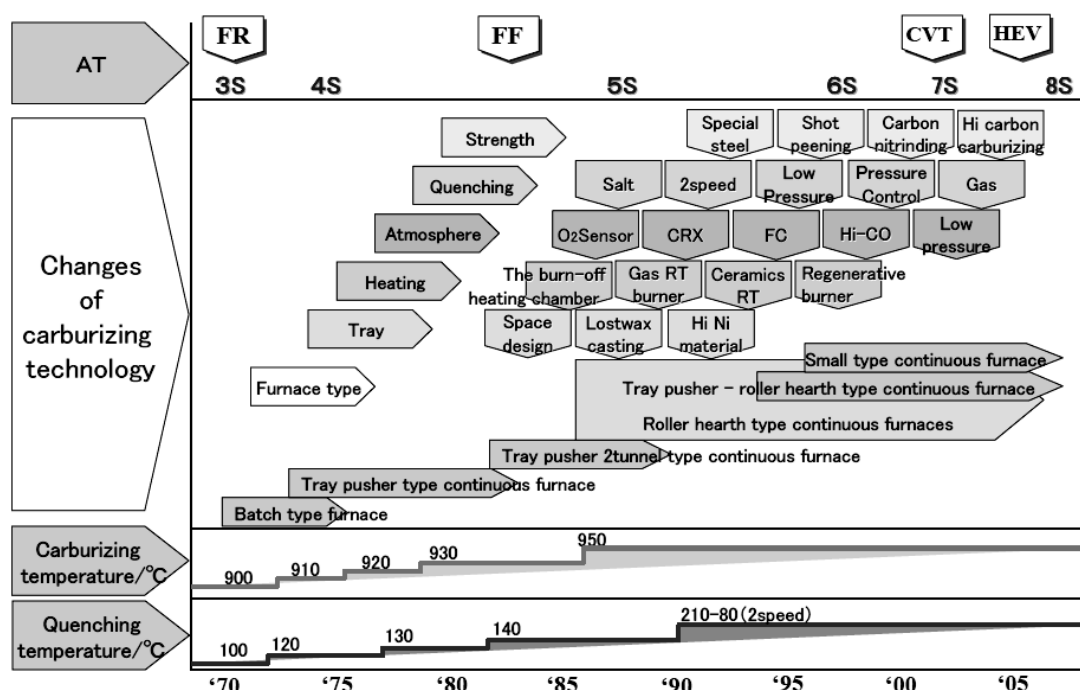 FR
FF
CVT
HEV
AT
3S
4S
5S
6S
7S
8S
Changes
of
carburizing
technology
Strength
Special
steel
Shot
peening
Carbon
nitrinding
Hi carbon
carburizing
Quenching
Salt
2speed
Low
Pressure
Pressure
Control
Gas
Atmosphere
O2Sensor
CRX
FC
Hi-CO
Low
pressure
Heating
The burn-off
heating chamber
Gas RT
burner
Ceramics
RT
Regenerative
burner
Tray
Space
design
Lostwax
casting
Hi Ni
material
Furnace type
Small type continuous furnace
Tray pusher - roller hearth type continuous furnace
Roller hearth type continuous furnaces
Tray pusher 2tunnel type continuous furnace
Tray pusher type continuous furnace
Batch type furnace
Carburizing
temperature/℃
900
910
920
930
950
Quenching
temperature/℃
100
120
130
140
210-80(2speed)
‘70
‘75
‘80
‘85
‘90
‘95
‘00
‘05